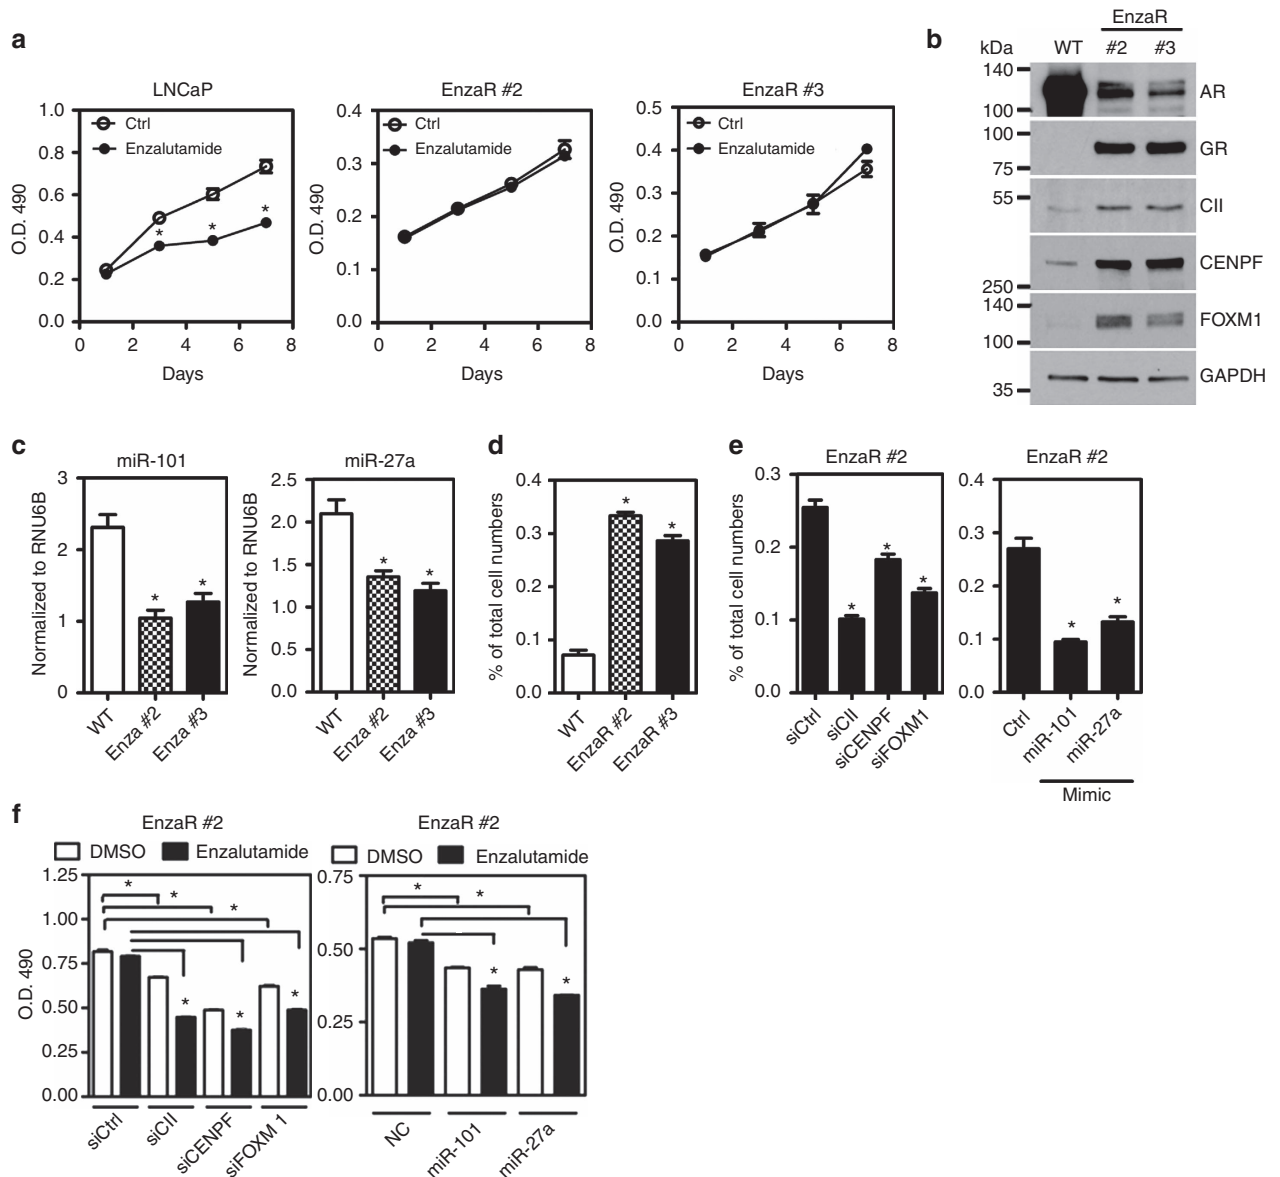 a
LNCaP
O.D. 490
1.0
0.8
0.6
0.4
0.2
0.0
Ctrl
Enzalutamide
*
*
*
0 2 4 6 8
Days
EnzaR #2
O.D. 490
0.4
0.3
0.2
0.1
0.0
Ctrl
Enzalutamide
0 2 4 6 8
Days
EnzaR #3
O.D. 490
0.5
0.4
0.3
0.2
0.1
0.0
Ctrl
Enzalutamide
0 2 4 6 8
Days
b
EnzaR
kDa WT #2 #3
140
100
AR
100
75
GR
55
CII
250
CENPF
140
100
FOXM1
35
GAPDH
c
miR-101
Normalized to RNU6B
3
2
1
0
*
*
WT Enza #2 Enza #3
miR-27a
Normalized to RNU6B
2.5
2.0
1.5
1.0
0.5
0.0
*
*
WT Enza #2 Enza #3
d
% of total cell numbers
0.4
0.3
0.2
0.1
0.0
*
*
WT EnzaR #2 EnzaR #3
e
EnzaR #2
% of total cell numbers
0.3
0.2
0.1
0.0
*
*
*
siCtrl siCII siCENPF siFOXM1
EnzaR #2
0.4
0.3
0.2
0.1
0.0
*
*
Ctrl miR-101 miR-27a
Mimic
f
EnzaR #2
DMSO Enzalutamide
O.D. 490
1.25
1.00
0.75
0.50
0.25
0.00
*
*
*
*
*
*
siCtrl siCII siCENPF siFOXM 1
EnzaR #2
DMSO Enzalutamide
0.75
0.50
0.25
0.00
*
*
*
*
NC miR-101 miR-27a